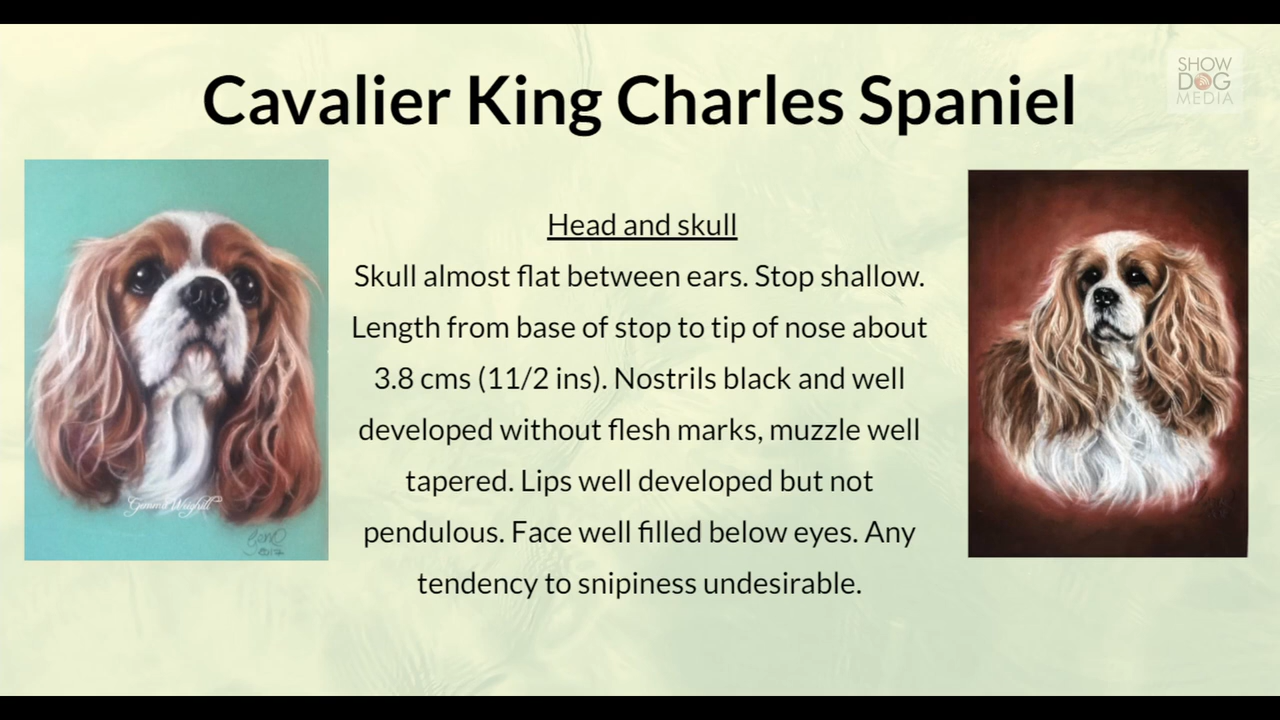 Cavalier King Charles Spaniel
SHOW
DOG
MEDIA
Head and skull
Skull almost flat between ears. Stop shallow.
Length from base of stop to tip of nose about
3.8 cms (11/2 ins). Nostrils black and well
developed without flesh marks, muzzle well
tapered. Lips well developed but not
pendulous. Face well filled below eyes. Any
tendency to snipiness undesirable.